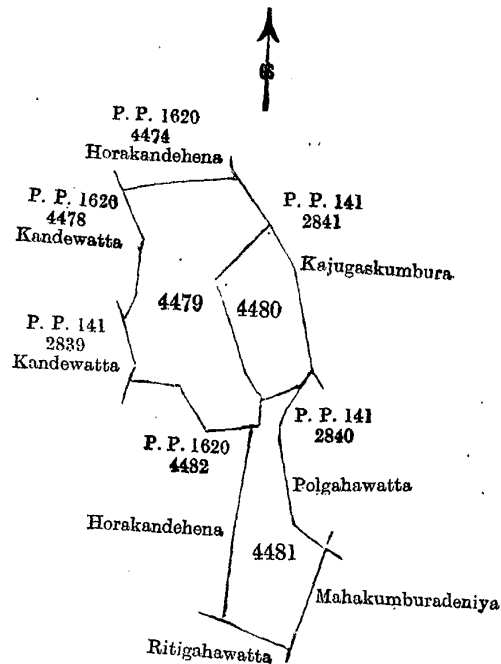 P. P. 1620
4474
Horakandehena
P. P. 1620
4478
Kandewatta
P. P. 141
2841
Kajugaskumbura
4479
4480
P. P. 141
2839
Kandewatta
P. P. 141
2840
P. P. 1620
4482
Polgahawatta
Horakandehena
4481
Mahakumburadeniya
Ritigahawatta